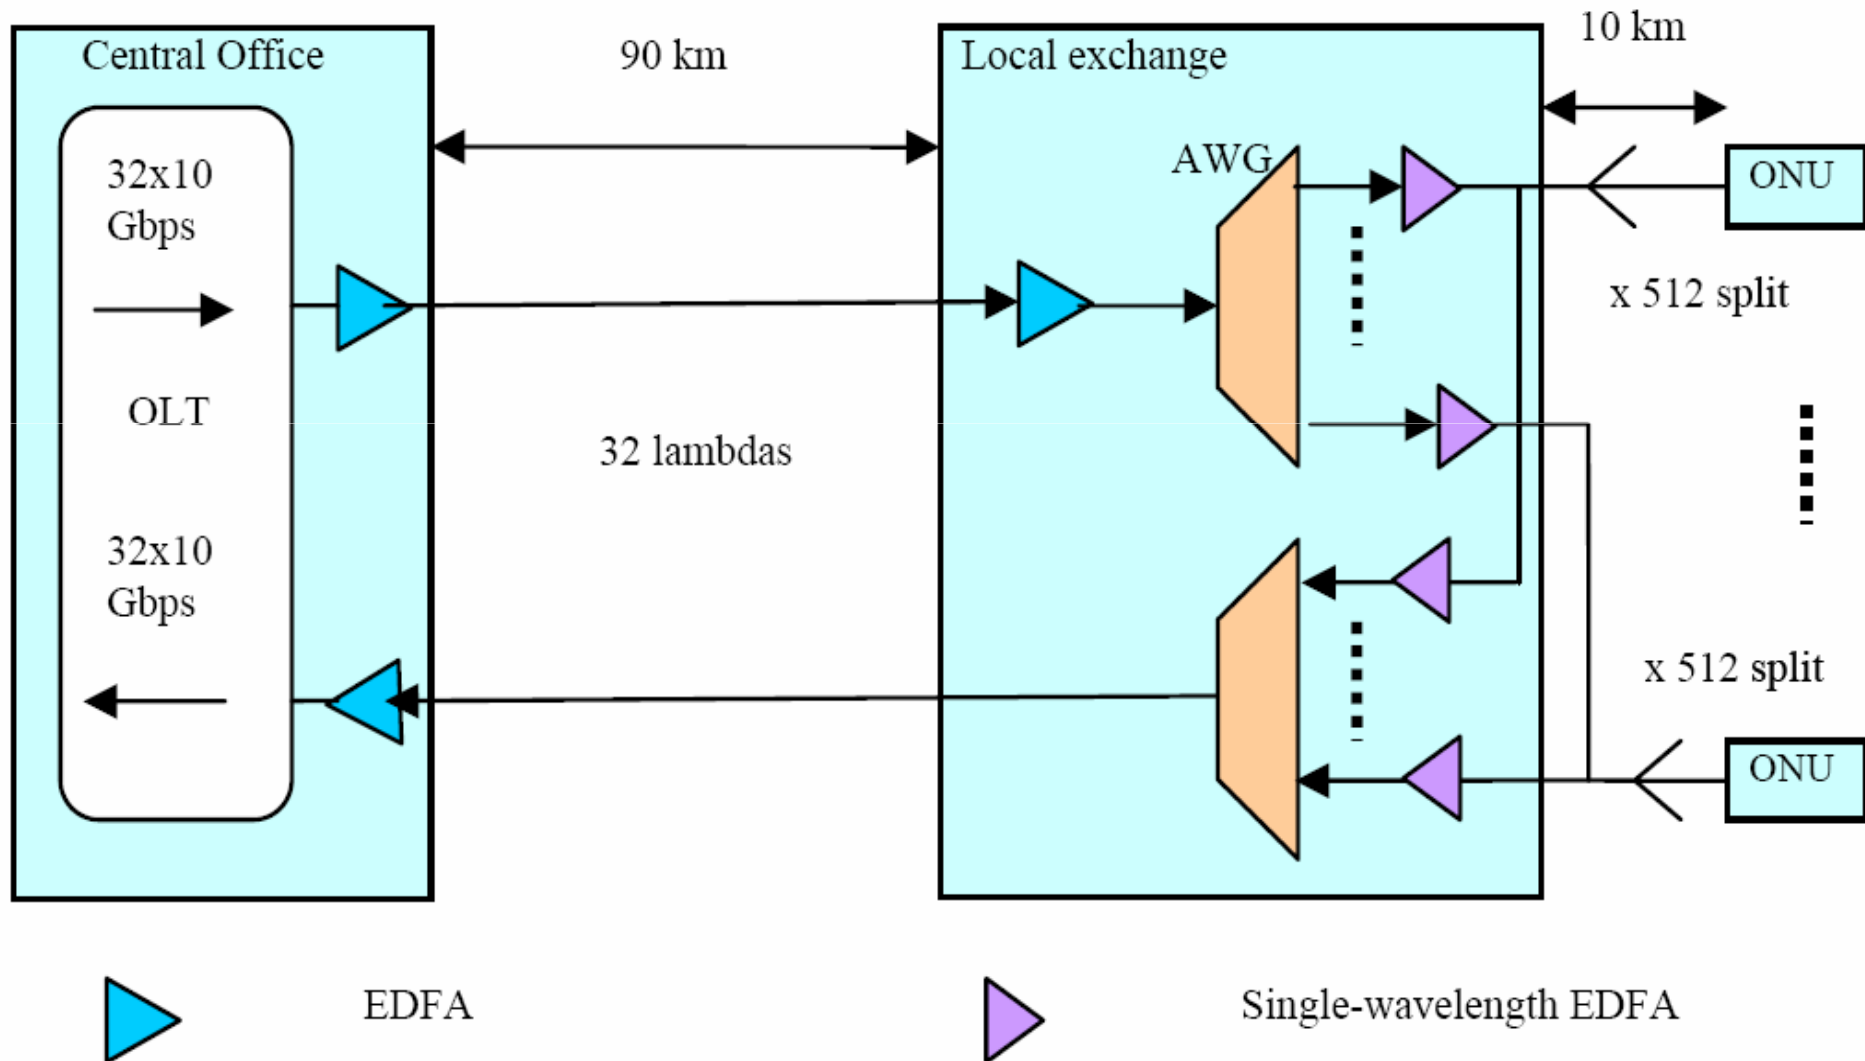 Central Office
90 km
Local exchange
10 km
32x10
Gbps
AWG
ONU
x 512 split
OLT
32 lambdas
32x10
Gbps
x 512 split
ONU
EDFA
Single-wavelength EDFA